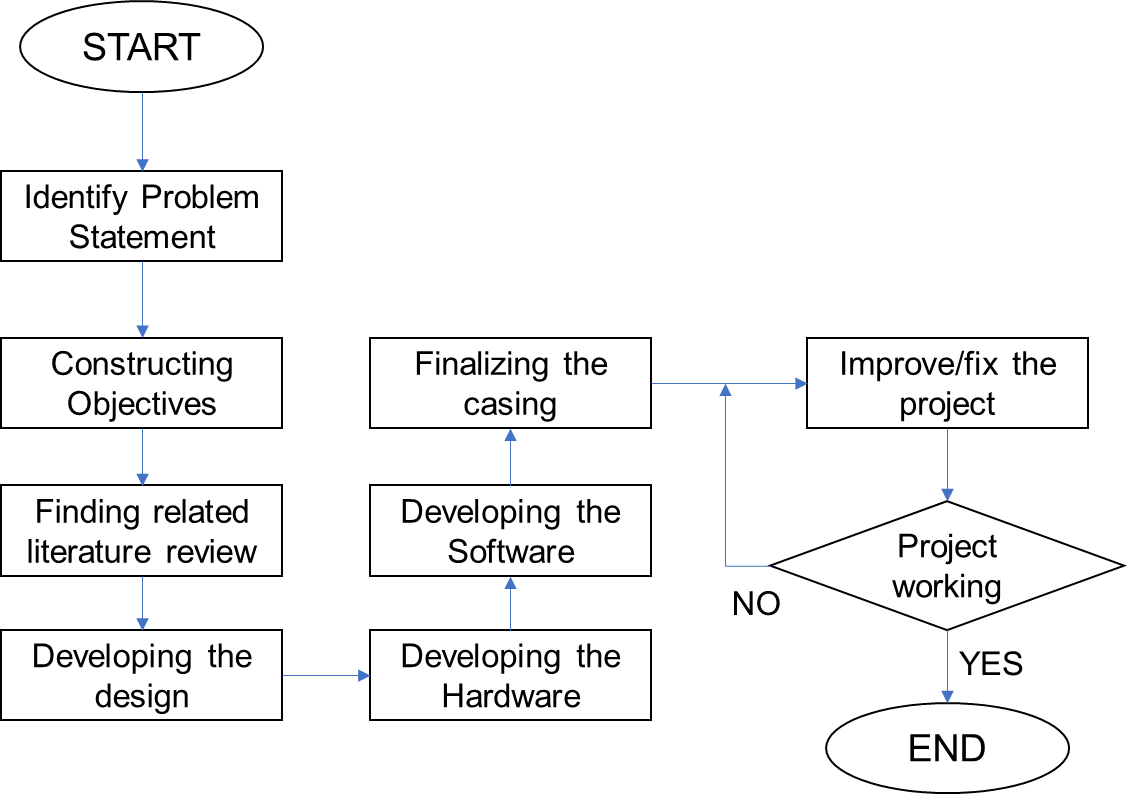 START
Identify Problem
Statement
Constructing
Objectives
Finding related
literature review
Developing the
design
Developing the
Hardware
Developing the
Software
Finalizing the
casing
Improve/fix the
project
Project
working
NO
YES
END